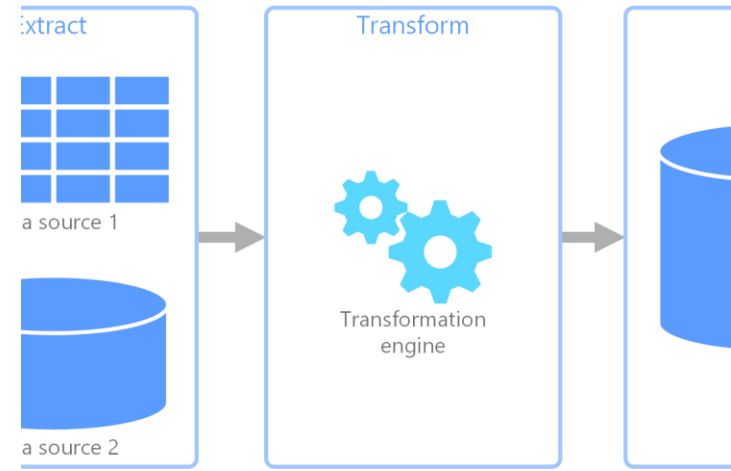 Extract
a source 1
a source 2
Transform
Transformation
engine